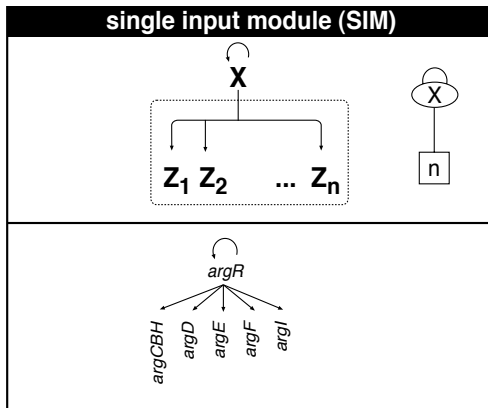 single input module (SIM)
X
Z1 Z2 ... Zn
X
n
argR
argCBH
argD
argE
argF
argI